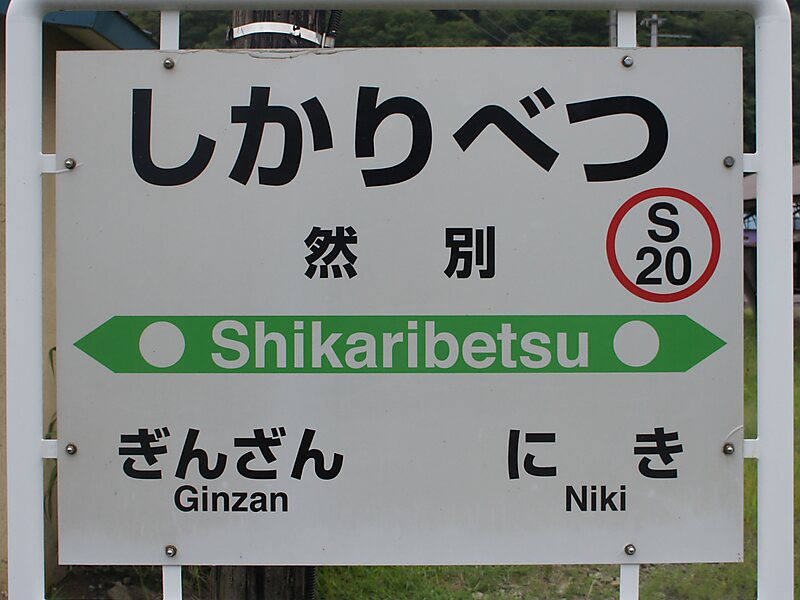 しかりべつ
然別
S
20
Shikaribetsu
ぎんざん にき
Ginzan Niki